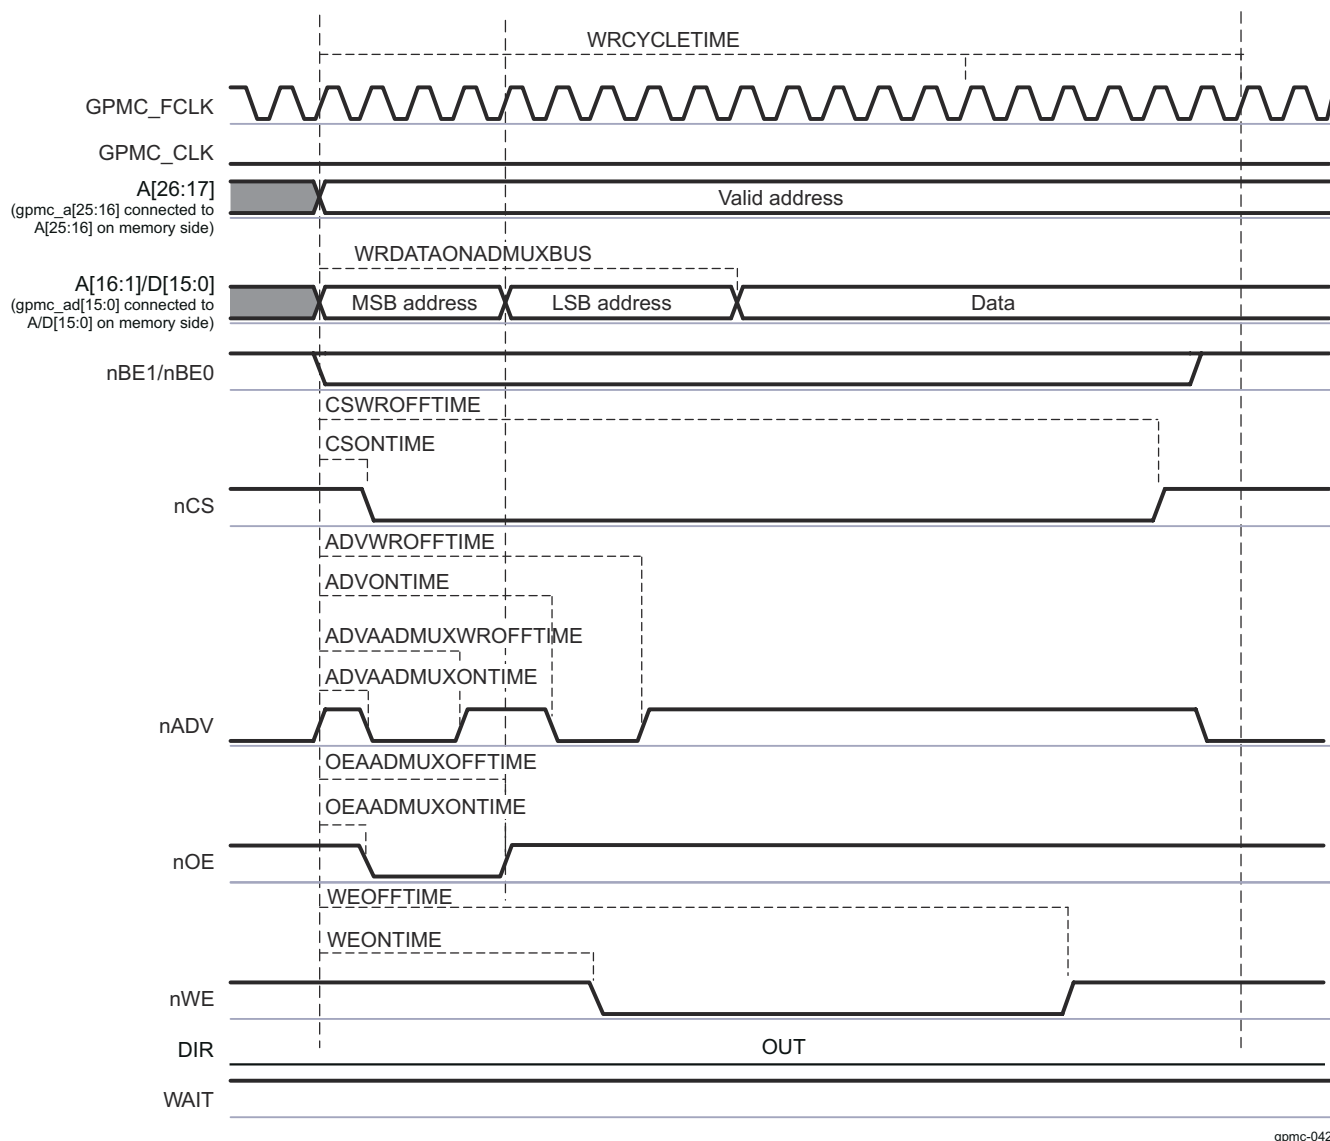 WRCYCLETIME
GPMC_FCLK
GPMC_CLK
A[26:17]
(gpmc_a[25:16] connected to
A[25:16] on memory side)
Valid address
WRDATAONADMUXBUS
A[16:1]/D[15:0]
(gpmc_ad[15:0] connected to
A/D[15:0] on memory side)
MSB address
LSB address
Data
nBE1/nBE0
CSWROFFTIME
CSONTIME
nCS
ADVWROFFTIME
ADVONTIME
ADVAADMUXWROFFTIME
ADVAADMUXONTIME
nADV
OEAADMUXOFFTIME
OEAADMUXONTIME
nOE
WEOFFTIME
WEONTIME
nWE
DIR
OUT
WAIT
gpmc-042